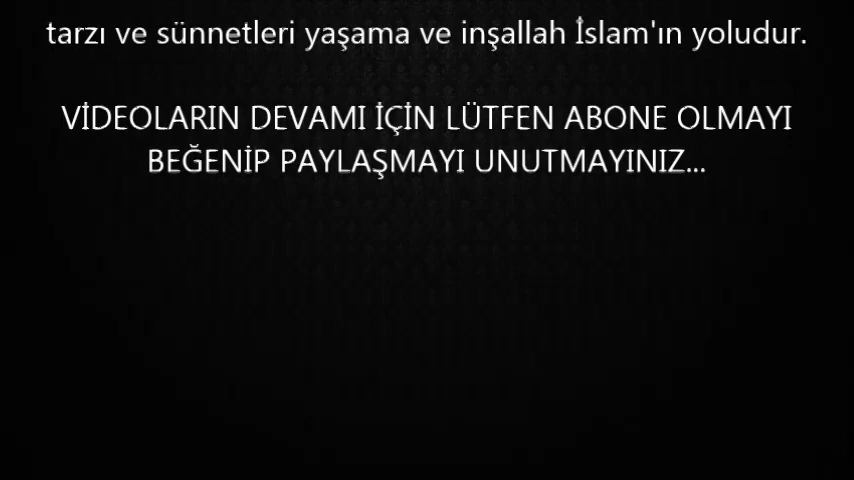 tarzı ve sünnetleri yaşama ve inşallah İslam'ın yoludur.
VİDEOLARIN DEVAMI İÇİN LÜTFEN ABONE OLMAYI
BEĞENİP PAYLAŞMAYI UNUTMAYINIZ...